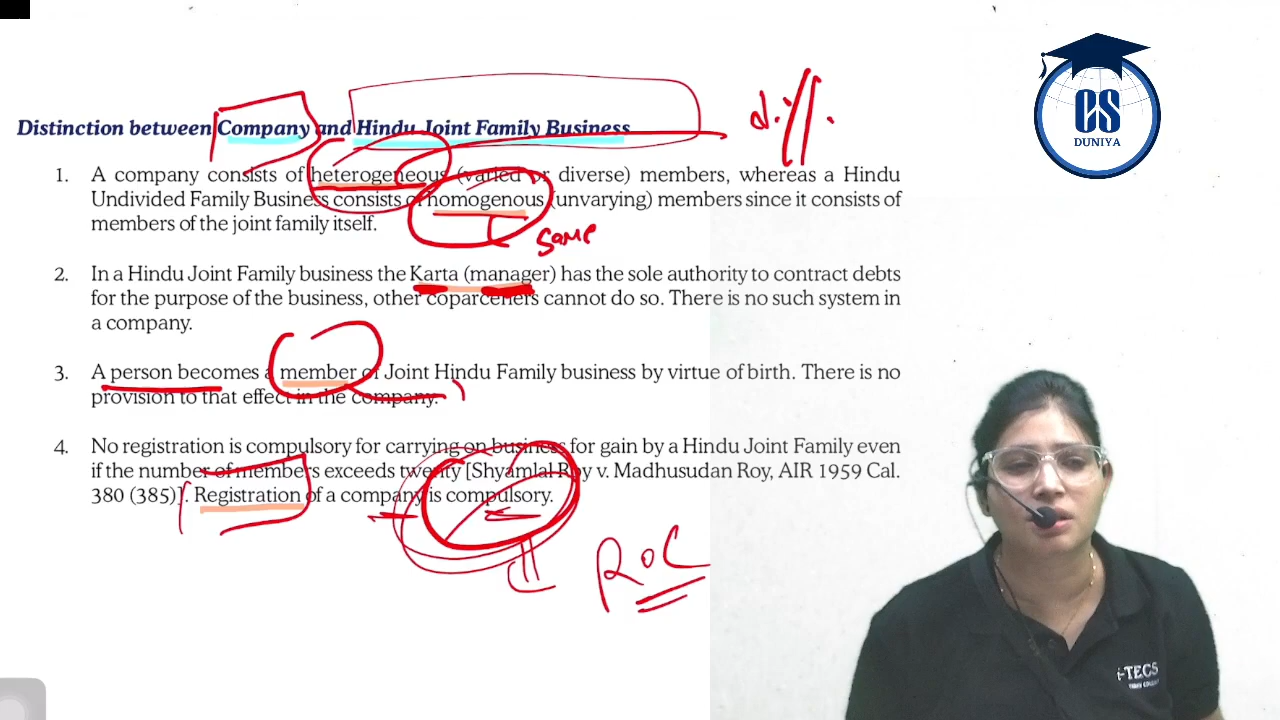 Distinction between Company and Hindu Joint Family Business
diff.
CS
DUNIYA
1. A company consists of heterogeneous (varied or diverse) members, whereas a Hindu
Undivided Family Business consists of homogenous (unvarying) members since it consists of
members of the joint family itself.
same
2. In a Hindu Joint Family business the Karta (manager) has the sole authority to contract debts
for the purpose of the business, other coparceners cannot do so. There is no such system in
a company.
3. A person becomes a member of Joint Hindu Family business by virtue of birth. There is no
provision to that effect in the company.
4. No registration is compulsory for carrying on business for gain by a Hindu Joint Family even
if the number of members exceeds twenty [Shyamlal Roy v. Madhusudan Roy, AIR 1959 Cal.
380 (385)]. Registration of a company is compulsory.
ROC
i-TECS